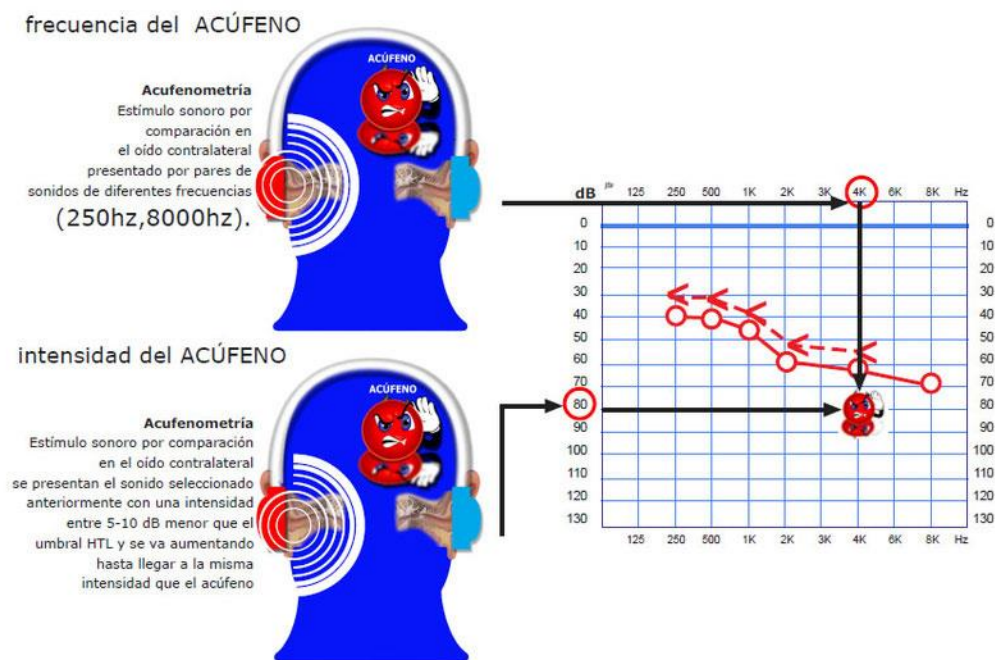 frecuencia del ACÚFENO
ACÚFENO
Acufenometría
Estímulo sonoro por
comparación en
el oído contralateral
presentado por pares de
sonidos de diferentes frecuencias
(250hz,8000hz).
intensidad del ACÚFENO
ACÚFENO
Acufenometría
Estímulo sonoro por comparación
en el oído contralateral
se presentan el sonido seleccionado
anteriormente con una intensidad
entre 5-10 dB menor que el
umbral HTL y se va aumentando
hasta llegar a la misma
intensidad que el acúfeno
dB 125 250 500 1K 2K 3K 4K 6K 8K Hz
0 0
10 10
20 20
30 30
40 40
50 50
60 60
70 70
80 80
90 90
100 100
110 110
120 120
130 130
125 250 500 1K 2K 3K 4K 6K 8K Hz